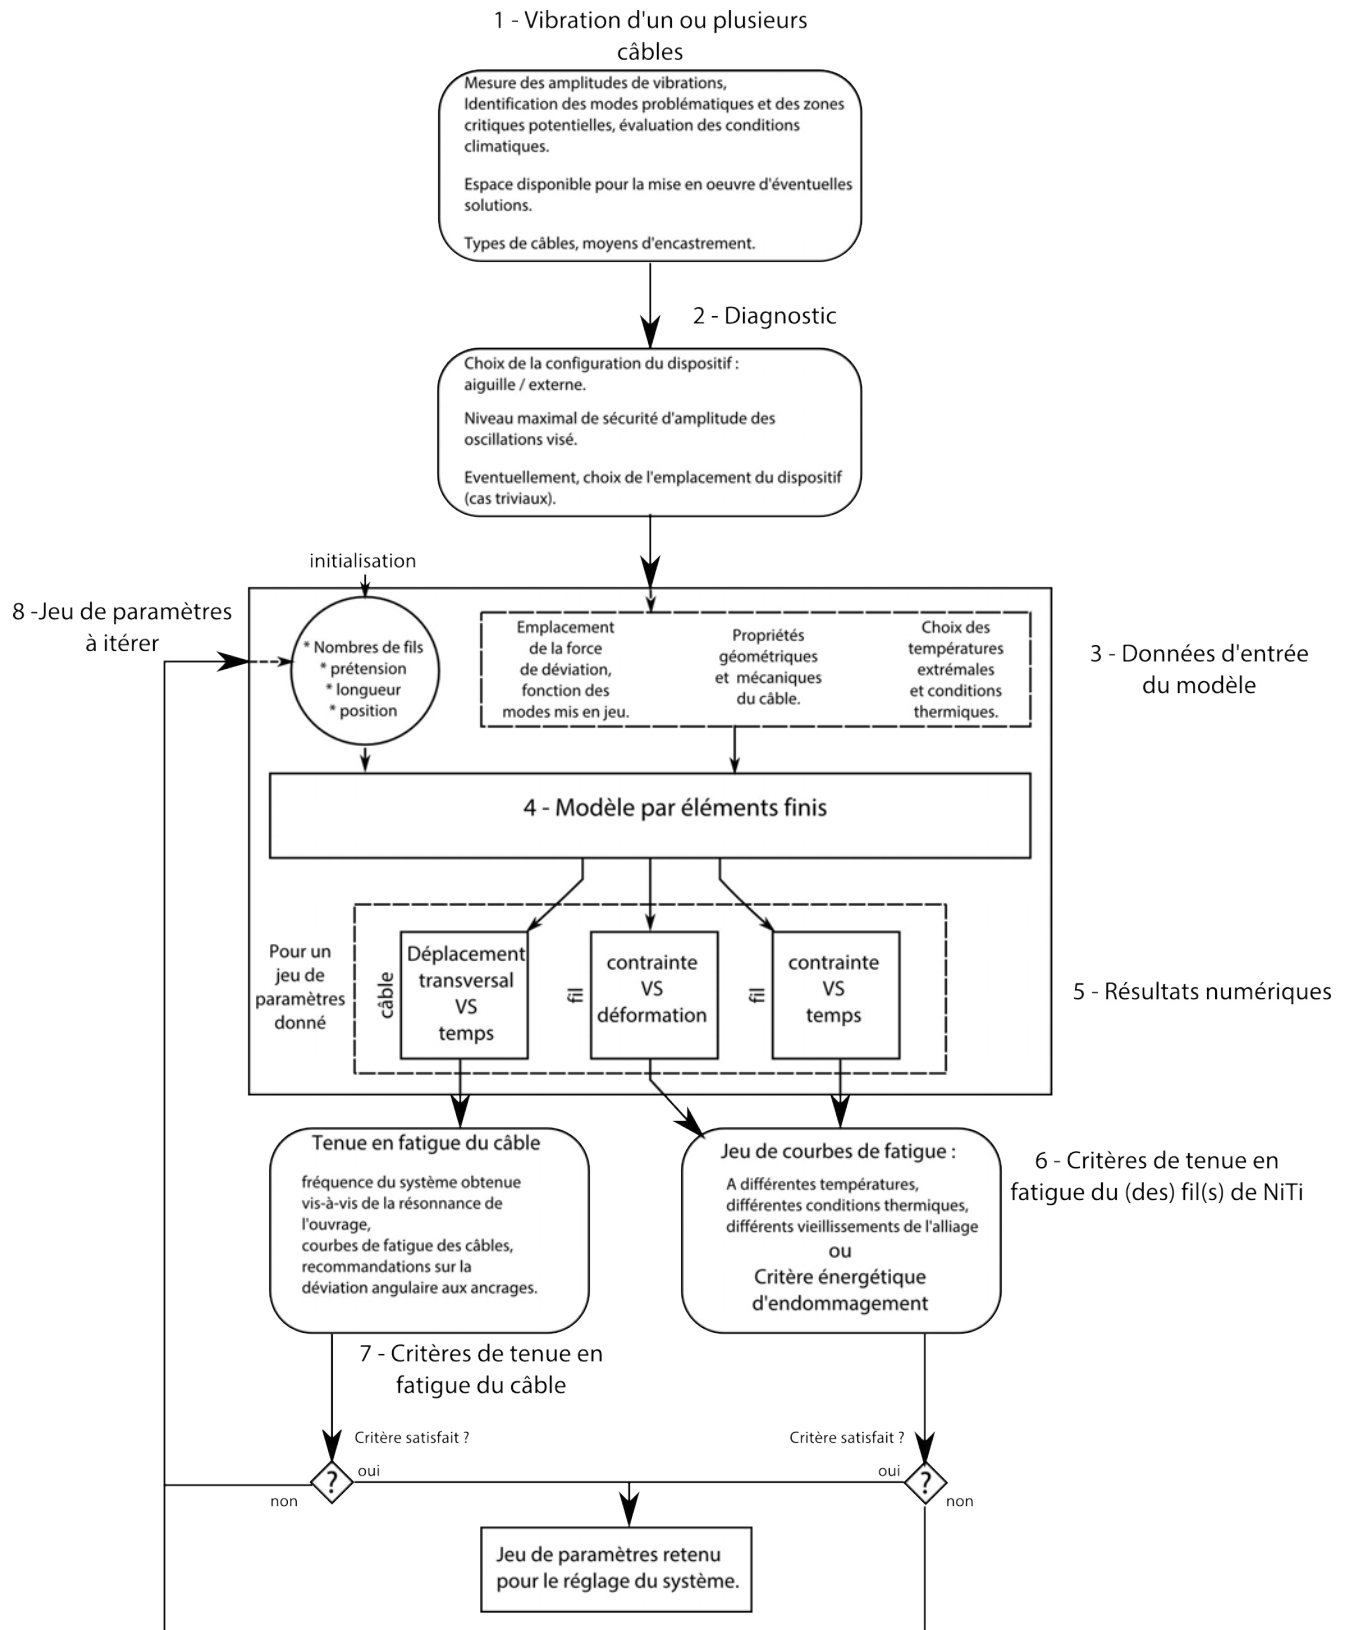 1 - Vibration d'un ou plusieurs
câbles
Mesure des amplitudes de vibrations,
Identification des modes problématiques et des zones
critiques potentielles, évaluation des conditions
climatiques.
Espace disponible pour la mise en oeuvre d'éventuelles
solutions.
Types de câbles, moyens d'encastrement.
2 - Diagnostic
Choix de la configuration du dispositif :
aiguille / externe.
Niveau maximal de sécurité d'amplitude des
oscillations visé.
Eventuellement, choix de l'emplacement du dispositif
(cas triviaux).
initialisation
8 -Jeu de paramètres
à itérer
* Nombres de fils
* prétension
* longueur
* position
Emplacement
de la force
de déviation,
fonction des
modes mis en jeu.
Propriétés
géométriques
et mécaniques
du câble.
Choix des
températures
extrémales
et conditions
thermiques.
3 - Données d'entrée
du modèle
4 - Modèle par éléments finis
Pour un
jeu de
paramètres
donné
câble
Déplacement
transversal
VS
temps
fil
contrainte
VS
déformation
fil
contrainte
VS
temps
5 - Résultats numériques
Tenue en fatigue du câble
fréquence du système obtenue
vis-à-vis de la résonnance de
l'ouvrage,
courbes de fatigue des câbles,
recommandations sur la
déviation angulaire aux ancrages.
Jeu de courbes de fatigue :
A différentes températures,
différentes conditions thermiques,
différents vieillissements de l'alliage
ou
Critère énergétique
d'endommagement
6 - Critères de tenue en
fatigue du (des) fil(s) de NiTi
7 - Critères de tenue en
fatigue du câble
Critère satisfait ?
Critère satisfait ?
?
oui
non
oui
?
non
Jeu de paramètres retenu
pour le réglage du système.